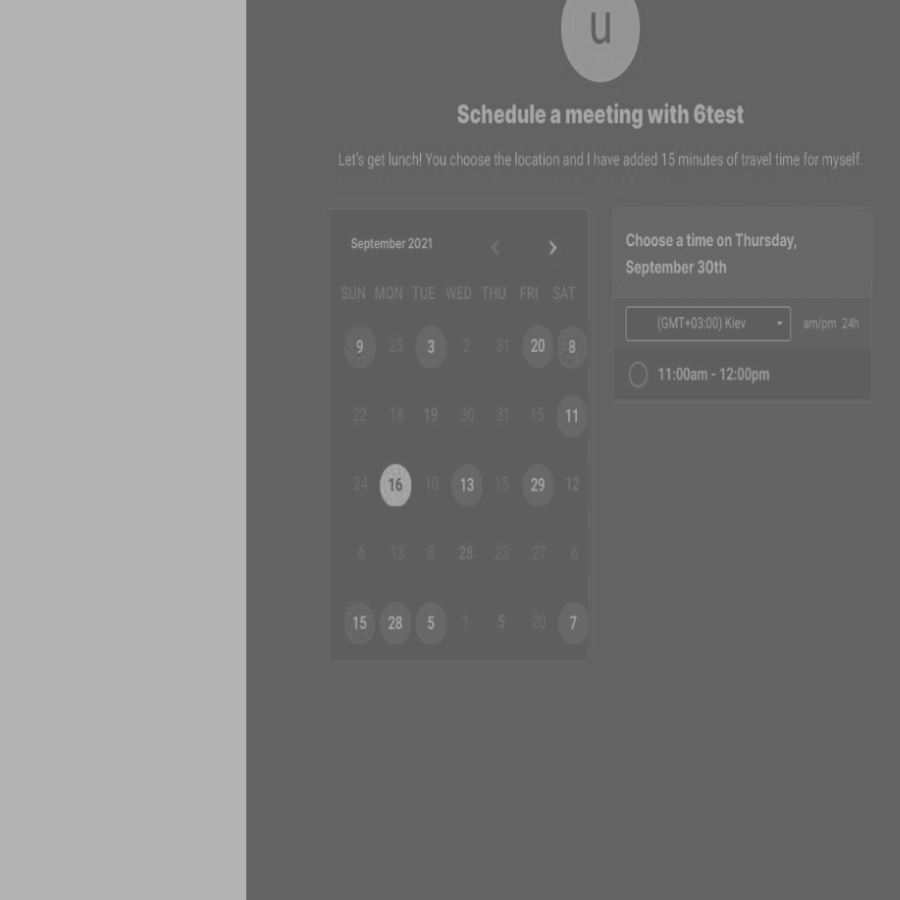 u
Schedule a meeting with 6test
Let's get lunch! You choose the location and I have added 15 minutes of travel time for myself.
September 2021
SUN MON TUE WED THU FRI SAT
9 25 3 2 31 20 8
22 18 19 30 31 15 11
24 16 10 13 15 29 12
6 13 8 28 23 27 6
15 28 5 1 5 20 7
Choose a time on Thursday,
September 30th
(GMT+03:00) Kiev am/pm 24h
11:00am - 12:00pm